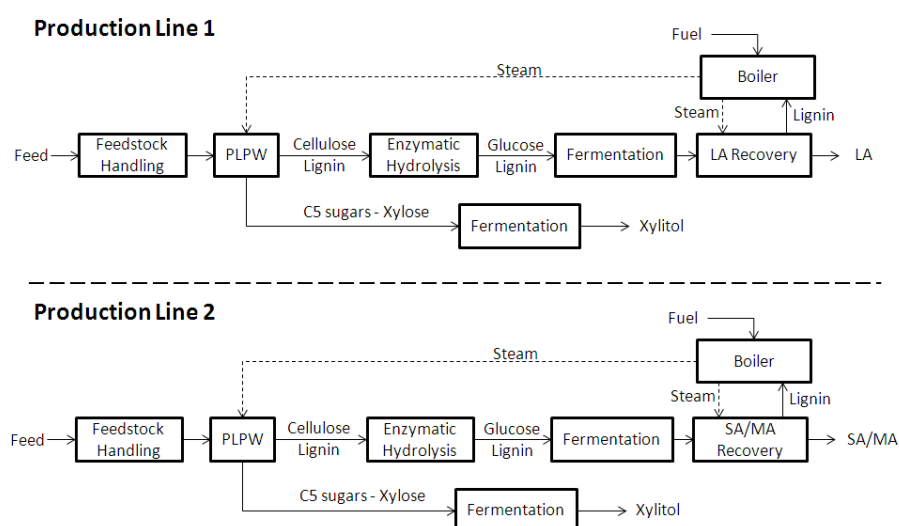 Production Line 1
Fuel
Boiler
Steam
Steam
Lignin
Feed
Feedstock
Handling
PLPW
Cellulose
Lignin
Enzymatic
Hydrolysis
Glucose
Lignin
Fermentation
LA Recovery
LA
C5 sugars - Xylose
Fermentation
Xylitol
Production Line 2
Fuel
Boiler
Steam
Steam
Lignin
Feed
Feedstock
Handling
PLPW
Cellulose
Lignin
Enzymatic
Hydrolysis
Glucose
Lignin
Fermentation
SA/MA
Recovery
SA/MA
C5 sugars - Xylose
Fermentation
Xylitol